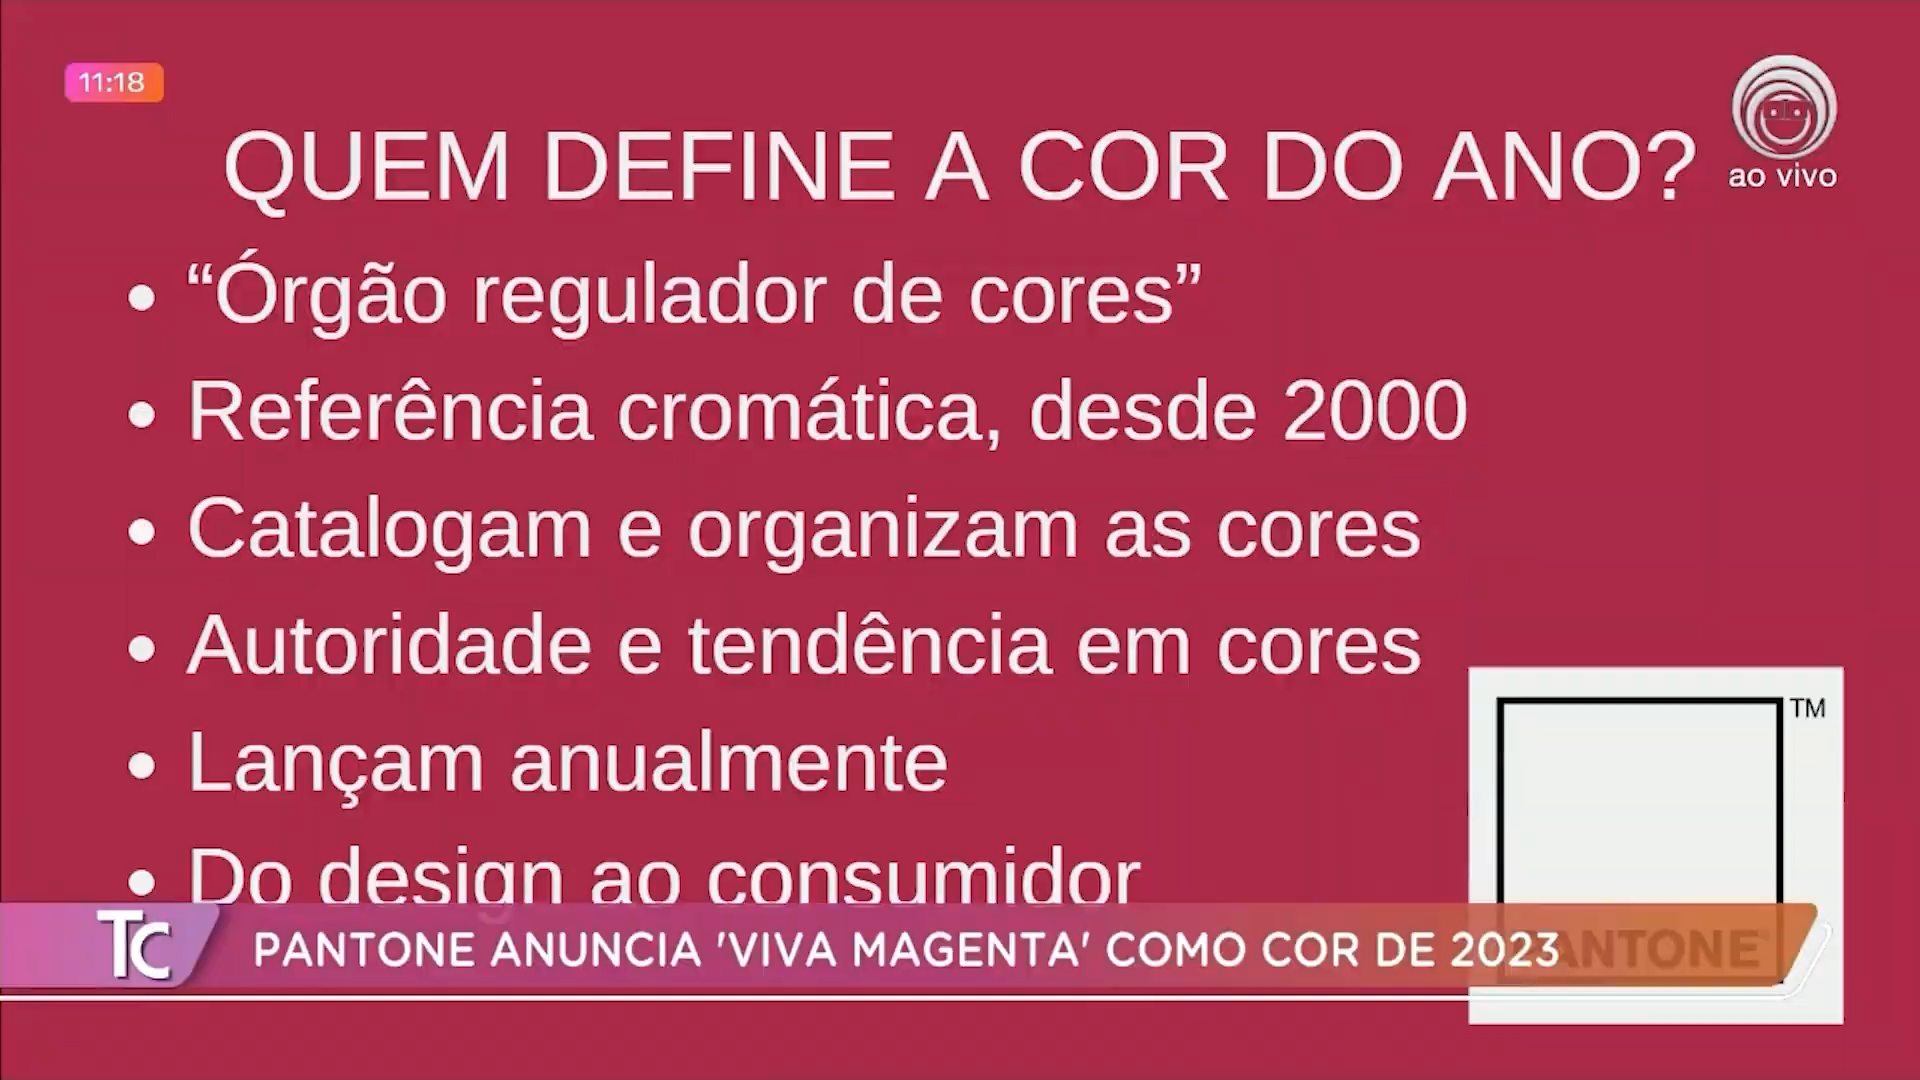 11:18
ao vivo
QUEM DEFINE A COR DO ANO?
• “Órgão regulador de cores”
• Referência cromática, desde 2000
• Catalogam e organizam as cores
• Autoridade e tendência em cores
• Lançam anualmente
• Do design ao consumidor
TM
PANTONE
TC
PANTONE ANUNCIA 'VIVA MAGENTA' COMO COR DE 2023